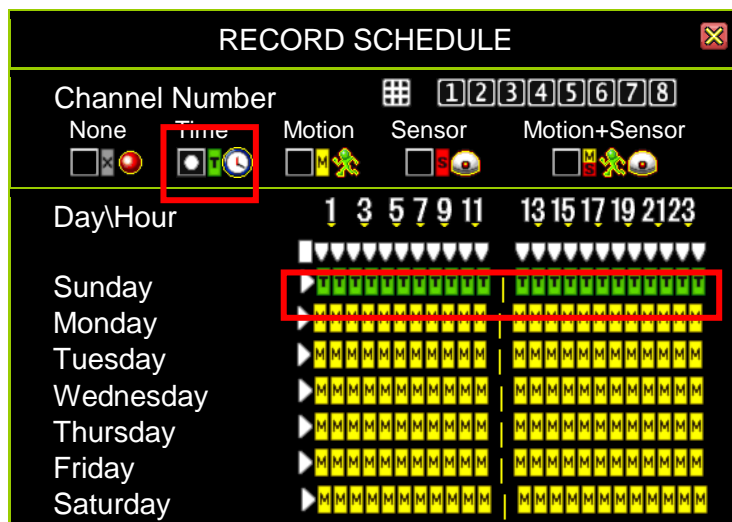 RECORD SCHEDULE
Channel Number 1 2 3 4 5 6 7 8
None Time Motion Sensor Motion+Sensor
X T M S M S
Day\Hour 1 3 5 7 9 11 13 15 17 19 21 23
Sunday T T T T T T T T T T T T T T T T T T T T T T T
Monday M M M M M M M M M M M M M M M M M M M M M M M
Tuesday M M M M M M M M M M M M M M M M M M M M M M M
Wednesday M M M M M M M M M M M M M M M M M M M M M M M
Thursday M M M M M M M M M M M M M M M M M M M M M M M
Friday M M M M M M M M M M M M M M M M M M M M M M M
Saturday M M M M M M M M M M M M M M M M M M M M M M M